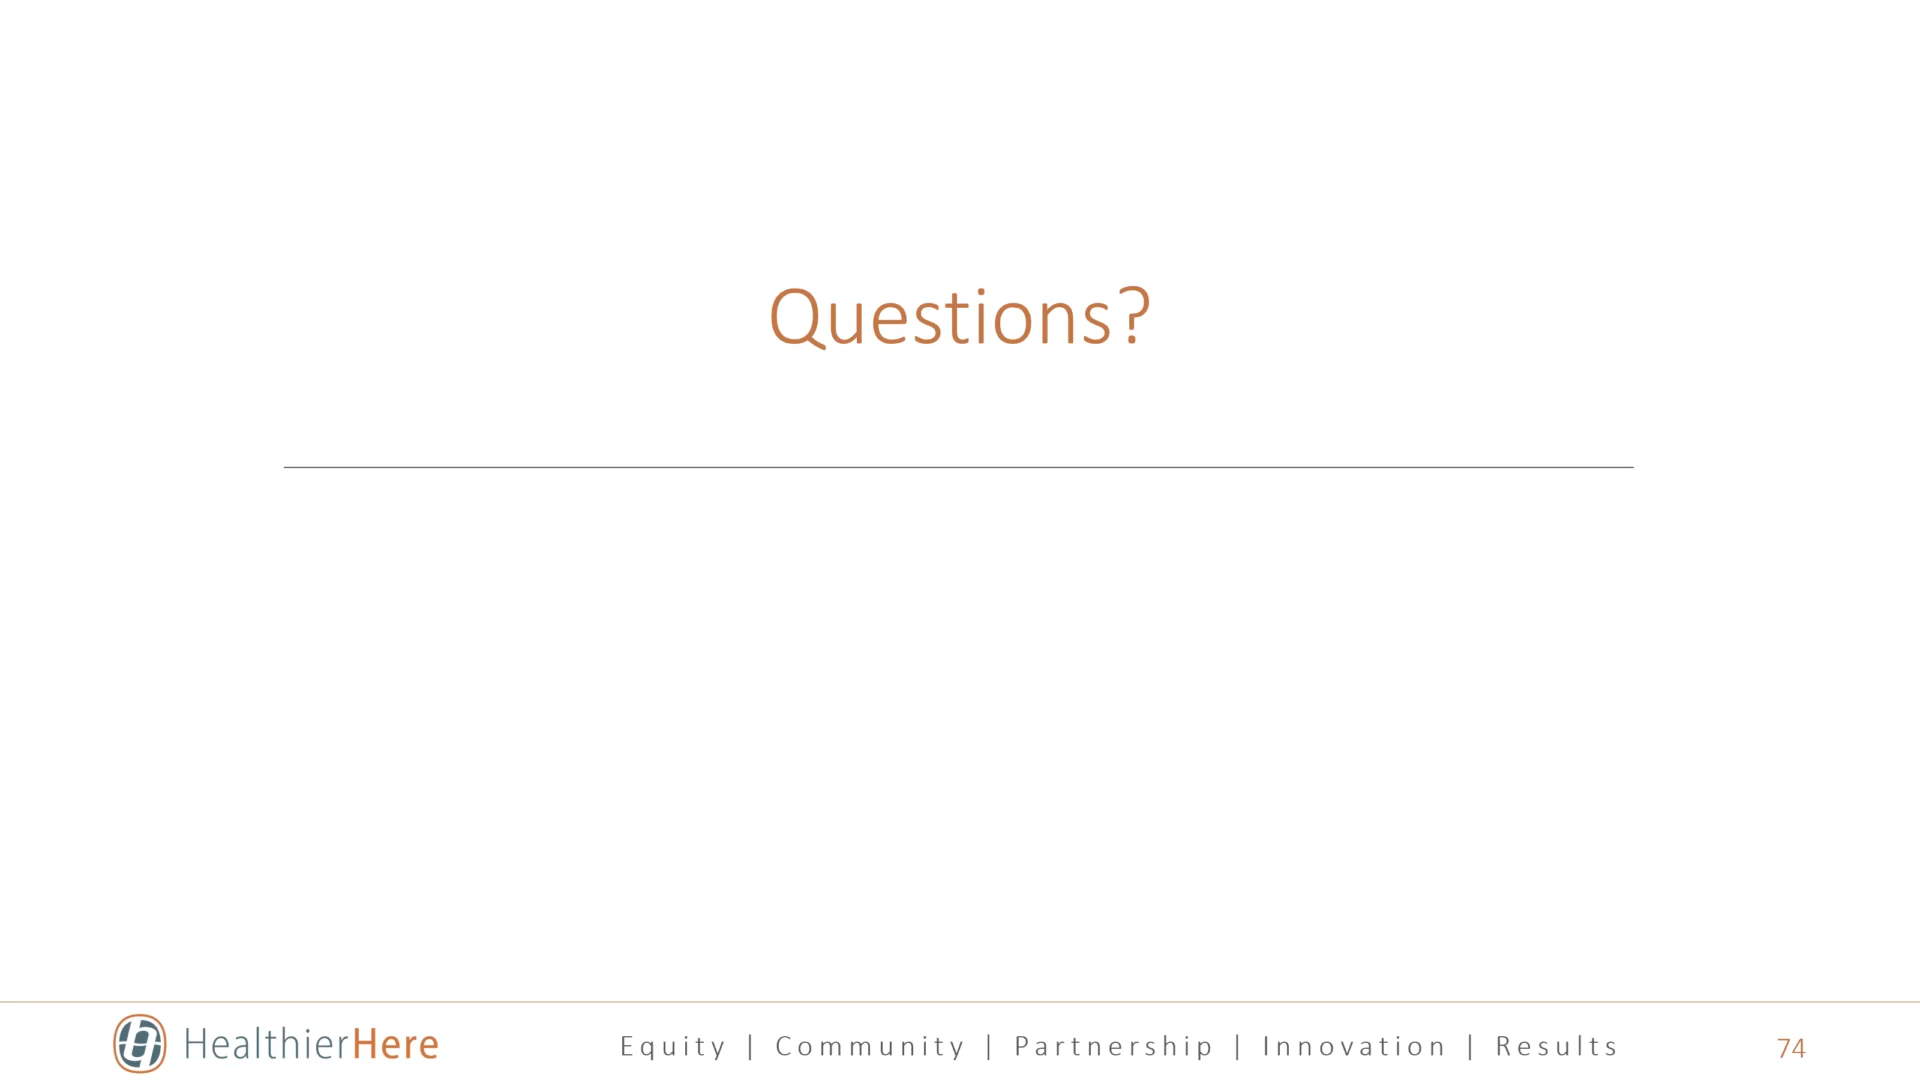 Questions?
HealthierHere
Equity | Community | Partnership | Innovation | Results
74